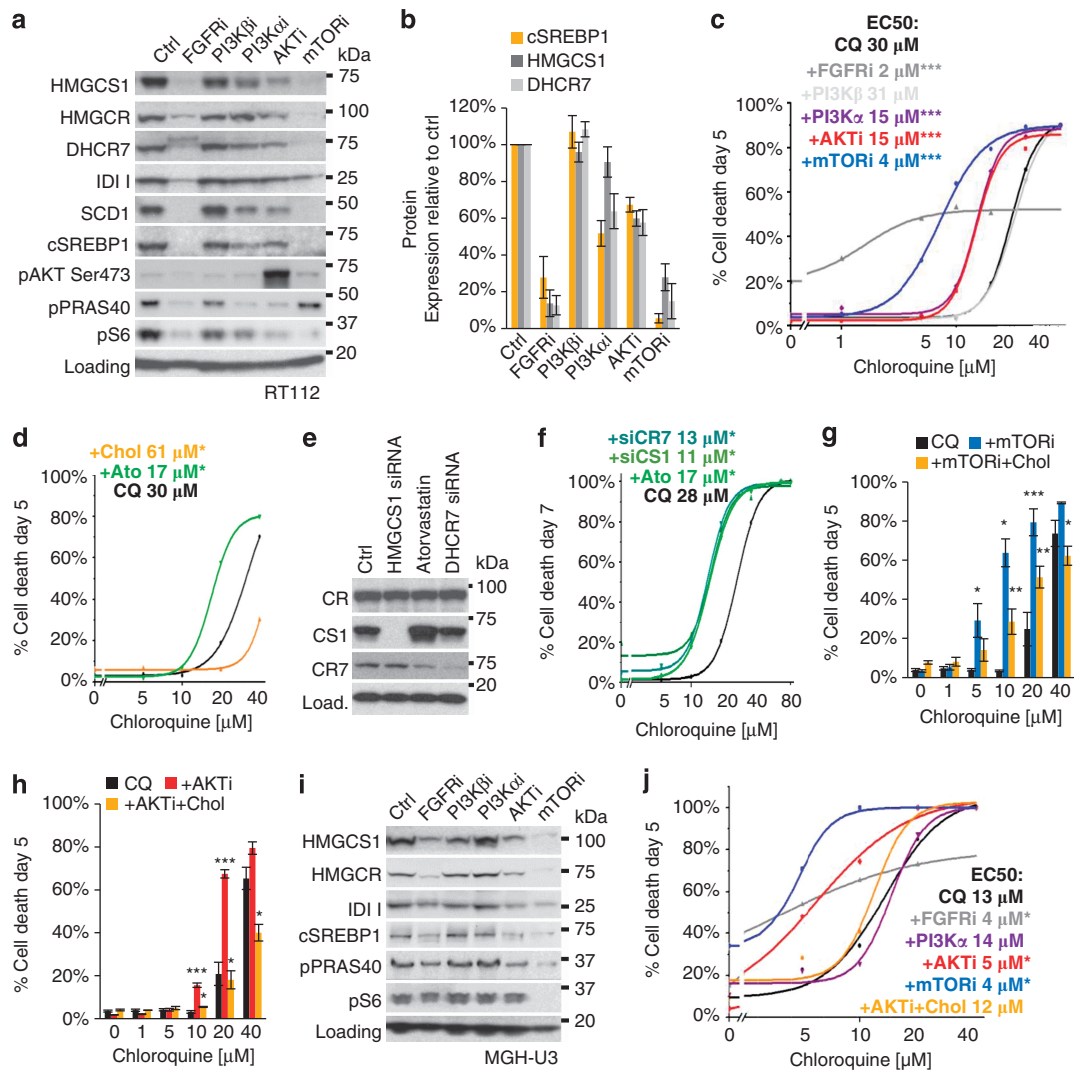 a
Ctrl
FGFRi
PI3Kβi
PI3Kαi
AKTi
mTORi
kDa
HMGCS1
75
HMGCR
100
DHCR7
75
IDI I
25
SCD1
50
cSREBP1
75
pAKT Ser473
75
pPRAS40
50
pS6
37
Loading
20
RT112
b
cSREBP1
HMGCS1
DHCR7
Protein
Expression relative to ctrl
120%
100%
80%
60%
40%
20%
0%
Ctrl
FGFRi
PI3Kβi
PI3Kαi
AKTi
mTORi
c
EC50:
CQ 30 µM
+FGFRi 2 µM***
+PI3Kβ 31 µM
+PI3Kα 15 µM***
+AKTi 15 µM***
+mTORi 4 µM***
% Cell death day 5
100%
80%
60%
40%
20%
0%
0 1 5 10 20 40
Chloroquine [µM]
d
+Chol 61 µM*
+Ato 17 µM*
CQ 30 µM
% Cell death day 5
100%
80%
60%
40%
20%
0%
0 5 10 20 40
Chloroquine [µM]
e
Ctrl
HMGCS1 siRNA
Atorvastatin
DHCR7 siRNA
kDa
CR
100
CS1
75
CR7
75
Load.
20
f
+siCR7 13 µM*
+siCS1 11 µM*
+Ato 17 µM*
CQ 28 µM
% Cell death day 7
100%
80%
60%
40%
20%
0%
0 5 10 20 40 80
Chloroquine [µM]
g
CQ +mTORi
+mTORi+Chol
% Cell death day 5
100%
80%
60%
40%
20%
0%
* * ** *** ** *
0 1 5 10 20 40
Chloroquine [µM]
h
CQ +AKTi
+AKTi+Chol
% Cell death day 5
100%
80%
60%
40%
20%
0%
*** * *** * *
0 1 5 10 20 40
Chloroquine [µM]
i
Ctrl
FGFRi
PI3Kβi
PI3Kαi
AKTi
mTORi
kDa
HMGCS1
100
HMGCR
75
IDI I
25
cSREBP1
75
pPRAS40
37
pS6
37
Loading
20
MGH-U3
j
% Cell death day 5
100%
80%
60%
40%
20%
0%
EC50:
CQ 13 µM
+FGFRi 4 µM*
+PI3Kα 14 µM
+AKTi 5 µM*
+mTORi 4 µM*
+AKTi+Chol 12 µM
0 5 10 20 40
Chloroquine [µM]